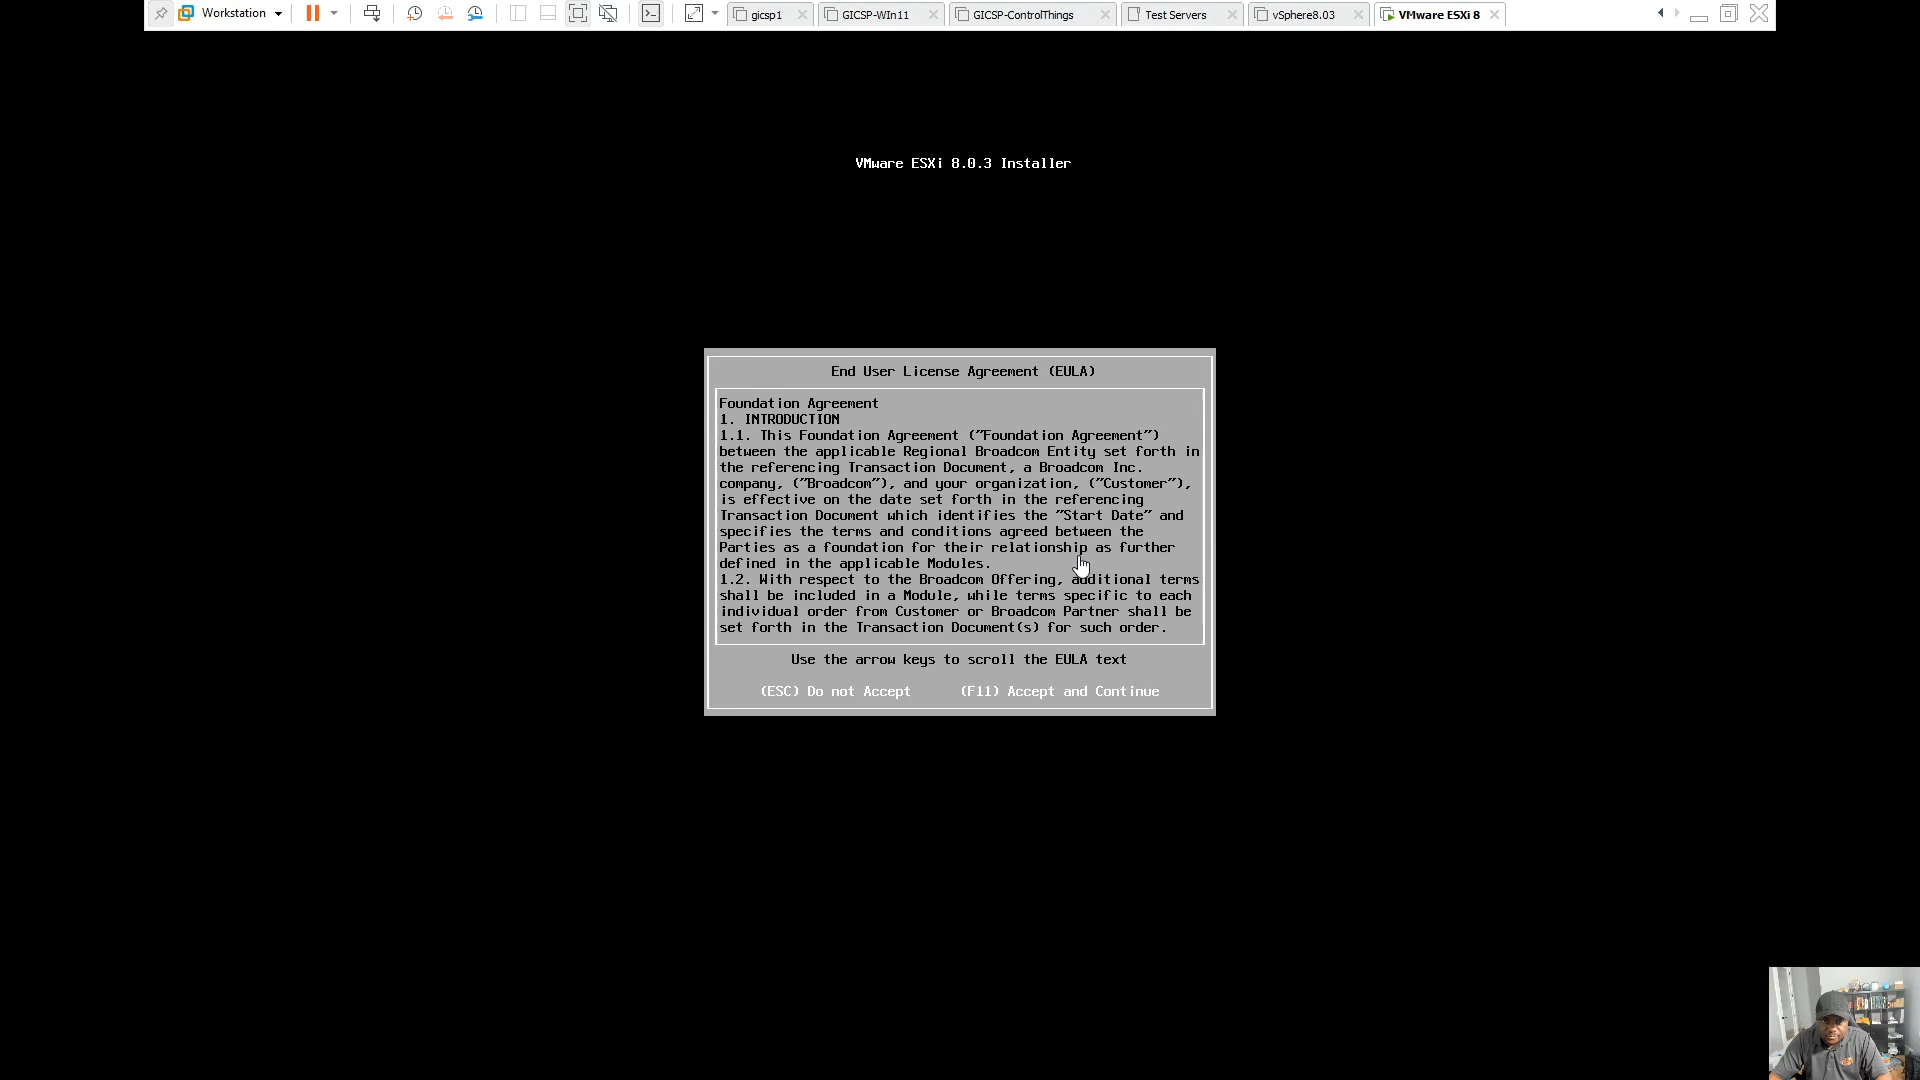 Workstation
gicsp1
GICSP-WIn11
GICSP-ControlThings
Test Servers
vSphere8.03
VMware ESXi 8
VMware ESXi 8.0.3 Installer
End User License Agreement (EULA)
Foundation Agreement
1. INTRODUCTION
1.1. This Foundation Agreement ("Foundation Agreement")
between the applicable Regional Broadcom Entity set forth in
the referencing Transaction Document, a Broadcom Inc.
company, ("Broadcom"), and your organization, ("Customer"),
is effective on the date set forth in the referencing
Transaction Document which identifies the "Start Date" and
specifies the terms and conditions agreed between the
Parties as a foundation for their relationship as further
defined in the applicable Modules.
1.2. With respect to the Broadcom Offering, additional terms
shall be included in a Module, while terms specific to each
individual order from Customer or Broadcom Partner shall be
set forth in the Transaction Document(s) for such order.
Use the arrow keys to scroll the EULA text
(ESC) Do not Accept (F11) Accept and Continue